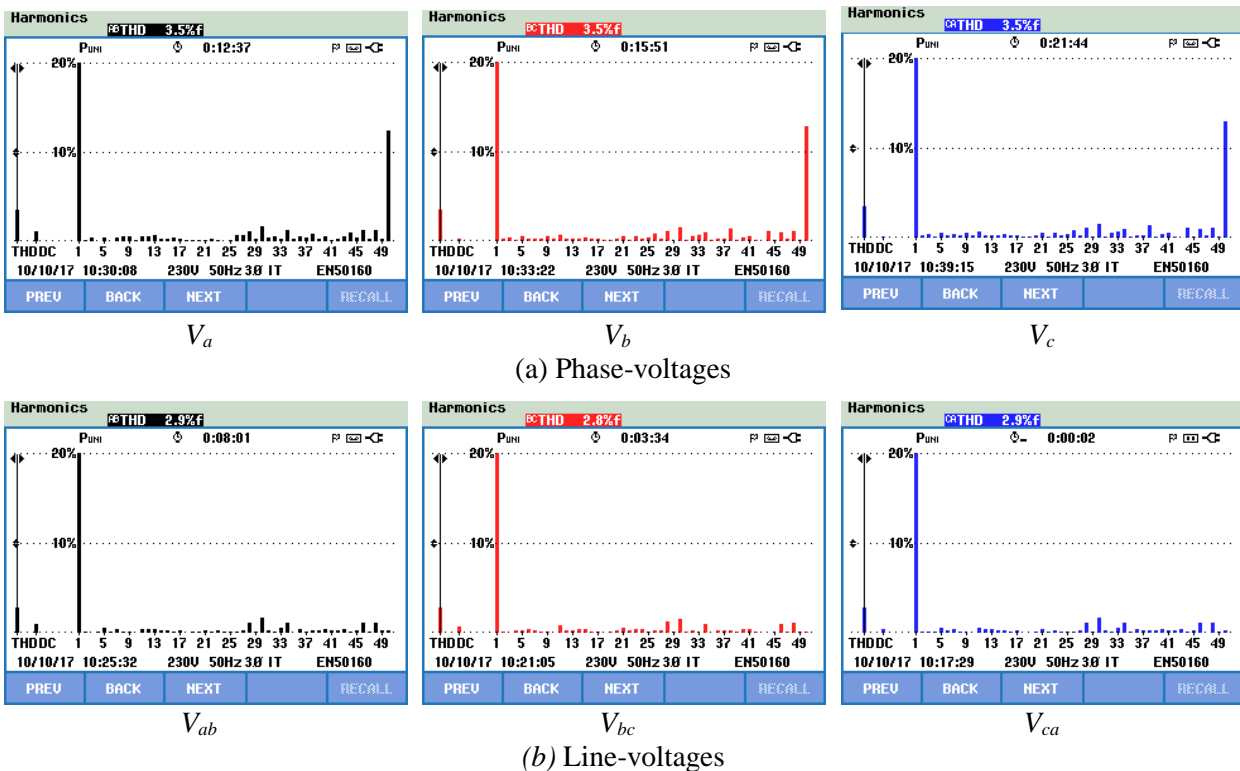 Harmonics
ABTHD 3.5%f
PUNI 0:12:37
20%
10%
THDDC 1 5 9 13 17 21 25 29 33 37 41 45 49
10/10/17 10:30:08 230V 50Hz 3.0 IT EN50160
PREV BACK NEXT RECALL
Va
Harmonics
BCTHD 3.5%f
PUNI 0:15:51
20%
10%
THDDC 1 5 9 13 17 21 25 29 33 37 41 45 49
10/10/17 10:33:22 230V 50Hz 3Ø IT EN50160
PREV BACK NEXT RECALL
Vb
Harmonics
CATHD 3.5%f
PUNI 0:21:44
20%
10%
THDDC 1 5 9 13 17 21 25 29 33 37 41 45 49
10/10/17 10:39:15 230V 50Hz 3Ø IT EN50160
PREV BACK NEXT RECALL
Vc
(a) Phase-voltages
Harmonics
ABTHD 2.9%f
PUNI 0:08:01
20%
10%
THDDC 1 5 9 13 17 21 25 29 33 37 41 45 49
10/10/17 10:25:32 230V 50Hz 3Ø IT EN50160
PREV BACK NEXT RECALL
Vab
Harmonics
BCTHD 2.8%f
PUNI 0:03:34
20%
10%
THDDC 1 5 9 13 17 21 25 29 33 37 41 45 49
10/10/17 10:21:05 230V 50Hz 3Ø IT EN50160
PREV BACK NEXT RECALL
Vbc
Harmonics
CATHD 2.9%f
PUNI 0:00:02
20%
10%
THDDC 1 5 9 13 17 21 25 29 33 37 41 45 49
10/10/17 10:17:29 230V 50Hz 3Ø IT EN50160
PREV BACK NEXT RECALL
Vca
(b) Line-voltages